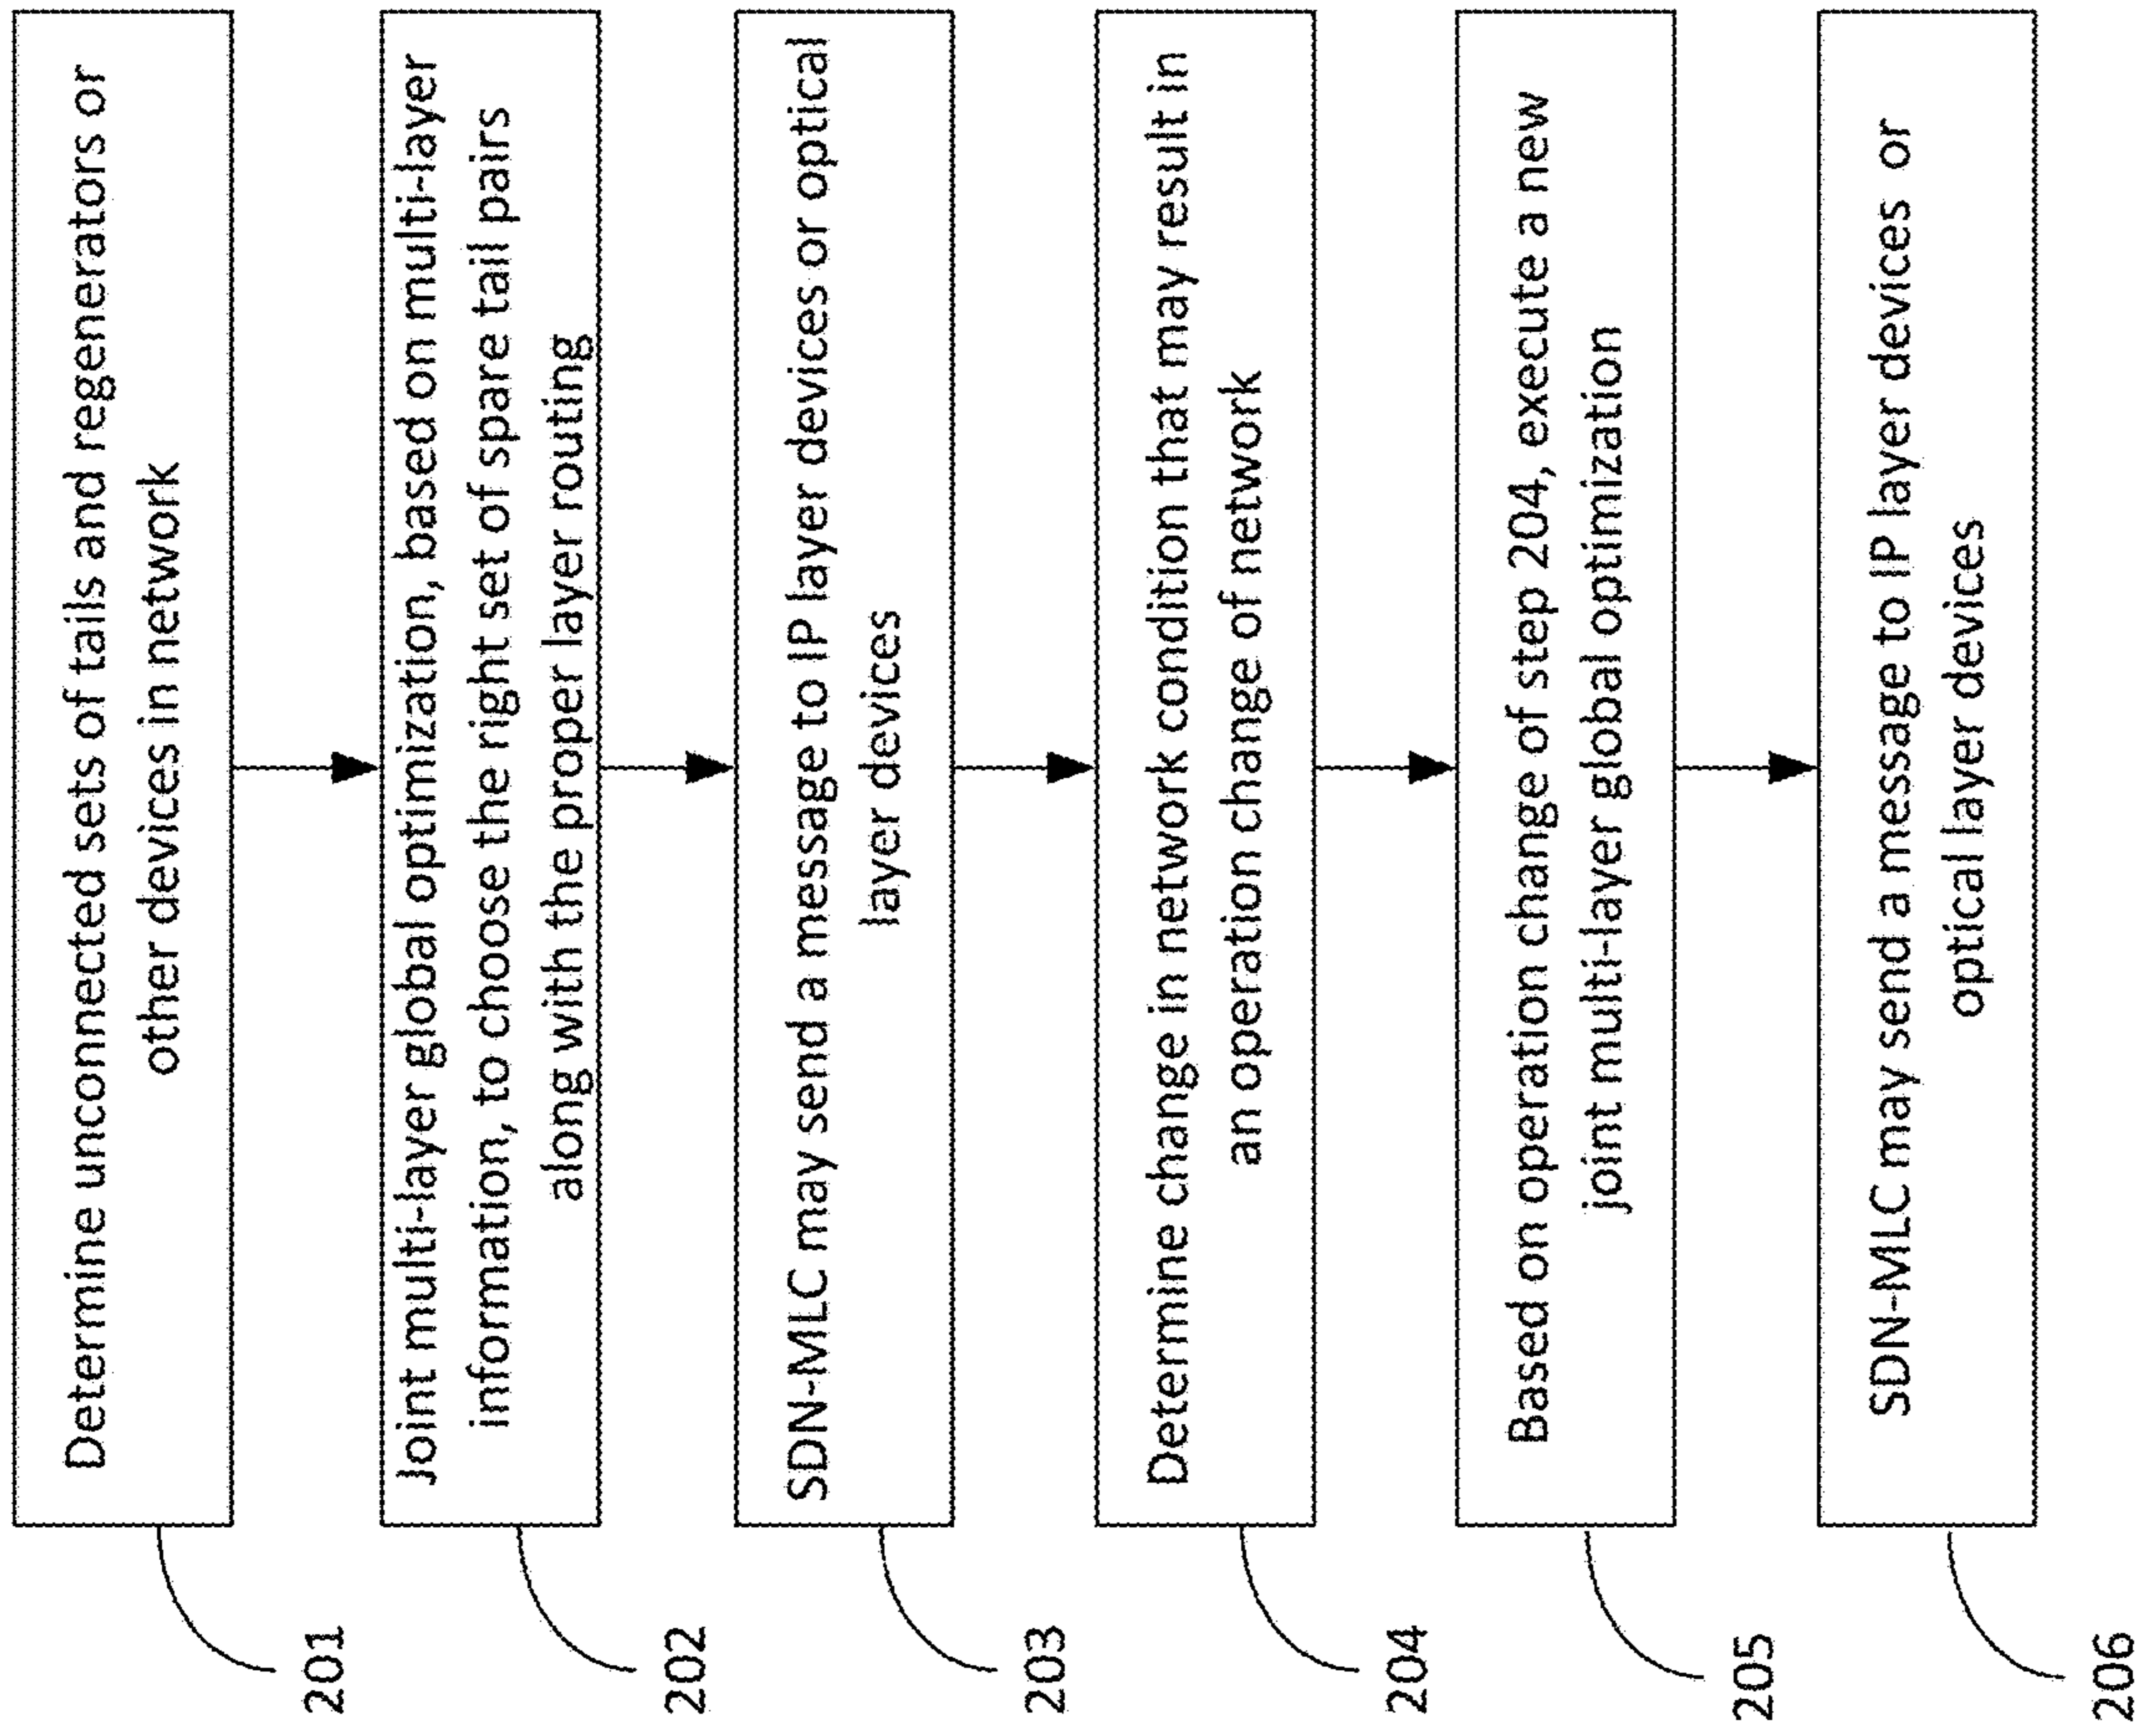 Determine unconnected sets of tails and regenerators or
other devices in network
201
Joint multi-layer global optimization, based on multi-layer
information, to choose the right set of spare tail pairs
along with the proper layer routing
202
SDN-MLC may send a message to IP layer devices or optical
layer devices
203
Determine change in network condition that may result in
an operation change of network
204
Based on operation change of step 204, execute a new
joint multi-layer global optimization
205
SDN-MLC may send a message to IP layer devices or
optical layer devices
206